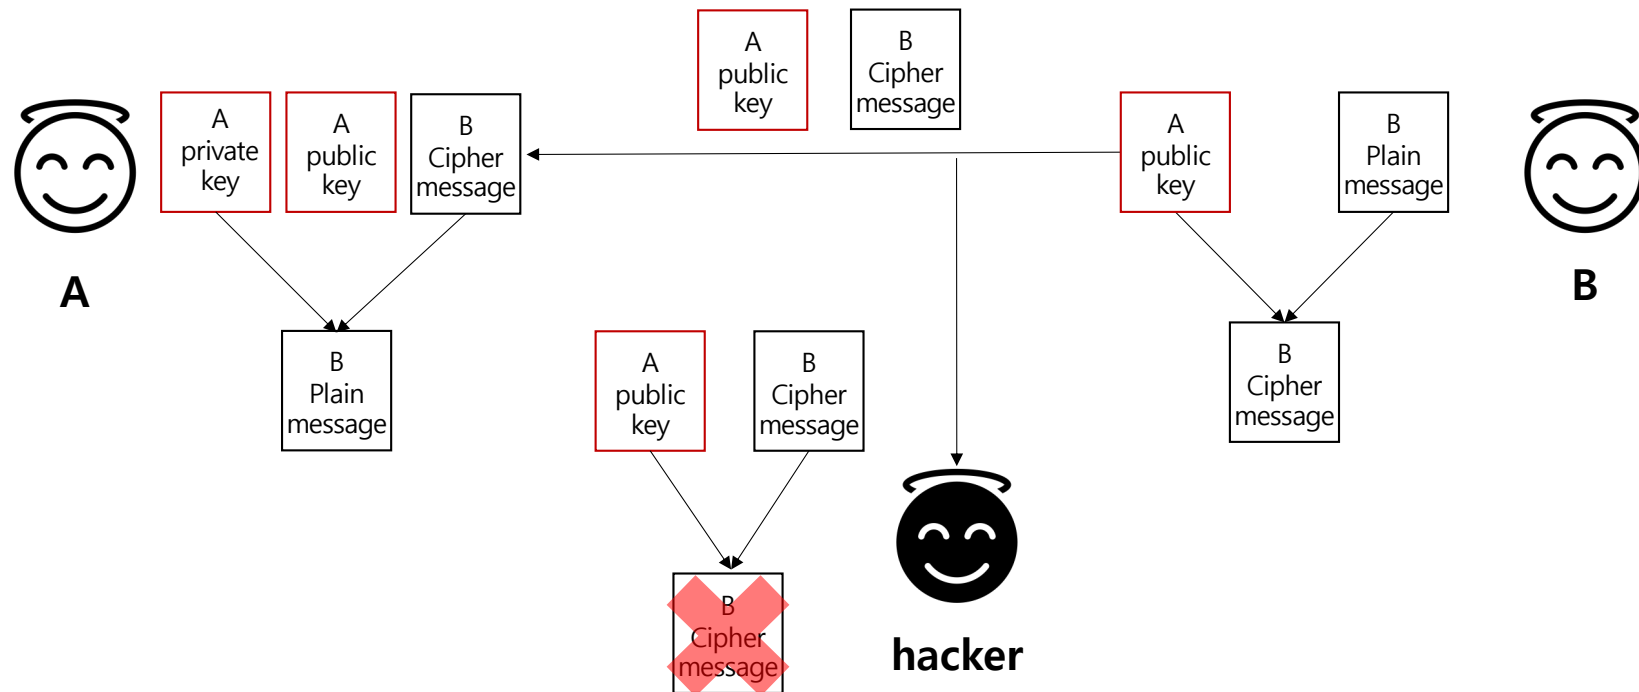 A
public
key
B
Cipher
message
A
private
key
A
public
key
B
Cipher
message
A
public
key
B
Plain
message
A
B
B
Plain
message
A
public
key
B
Cipher
message
B
Cipher
message
B
Cipher
message
hacker